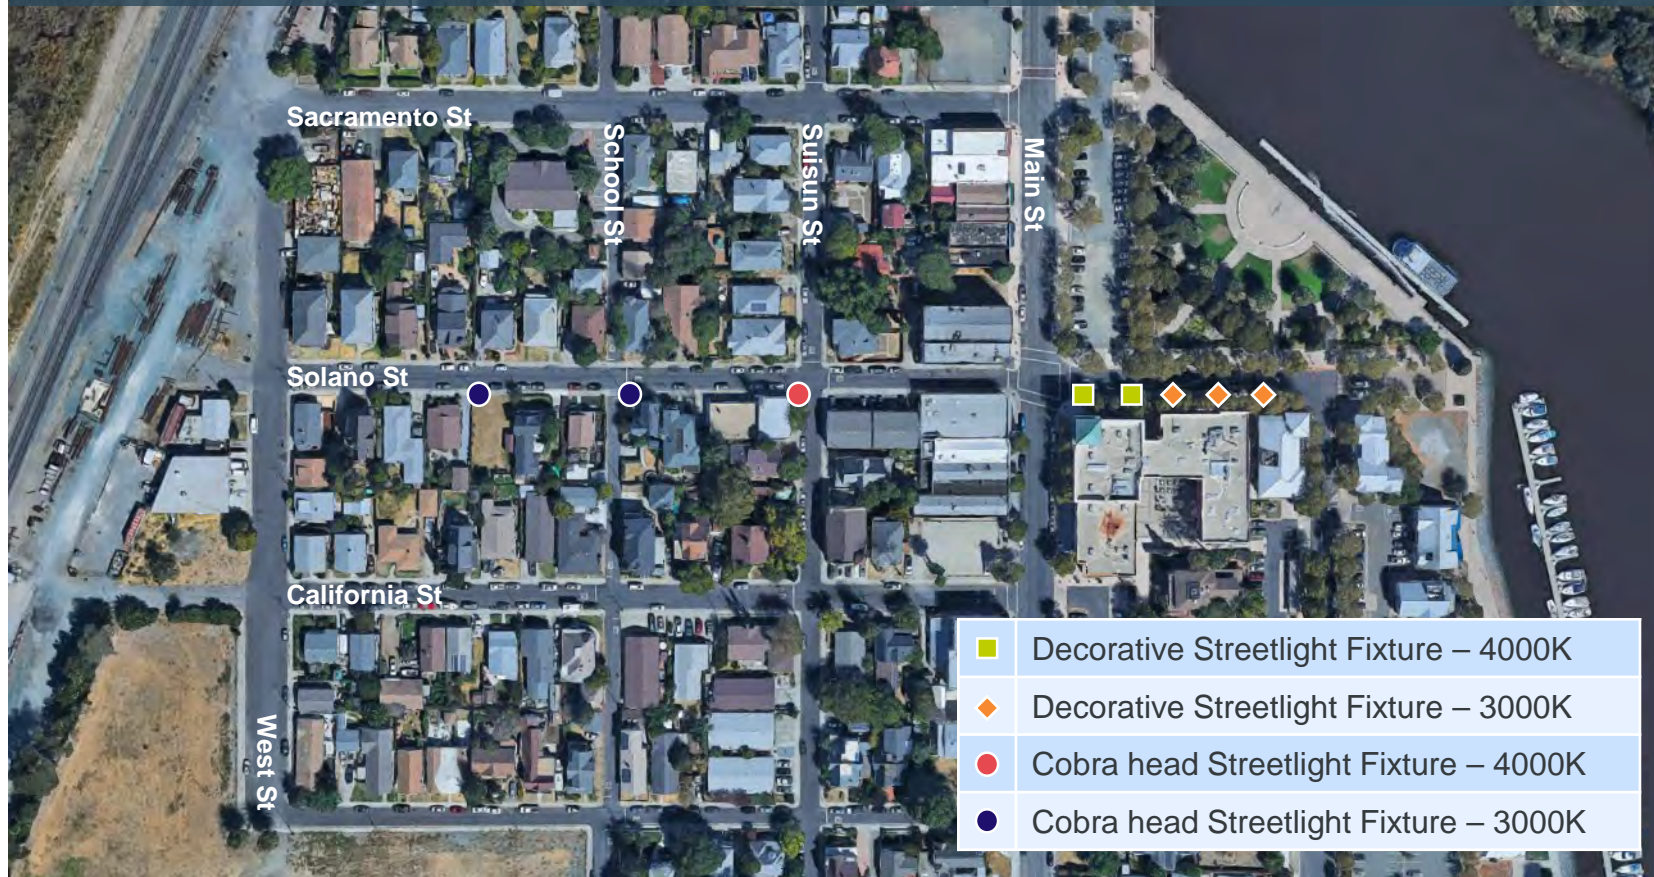 Sacramento St
School St
Suisun St
Main St
Solano St
California St
West St
Decorative Streetlight Fixture – 4000K
Decorative Streetlight Fixture – 3000K
Cobra head Streetlight Fixture – 4000K
Cobra head Streetlight Fixture – 3000K